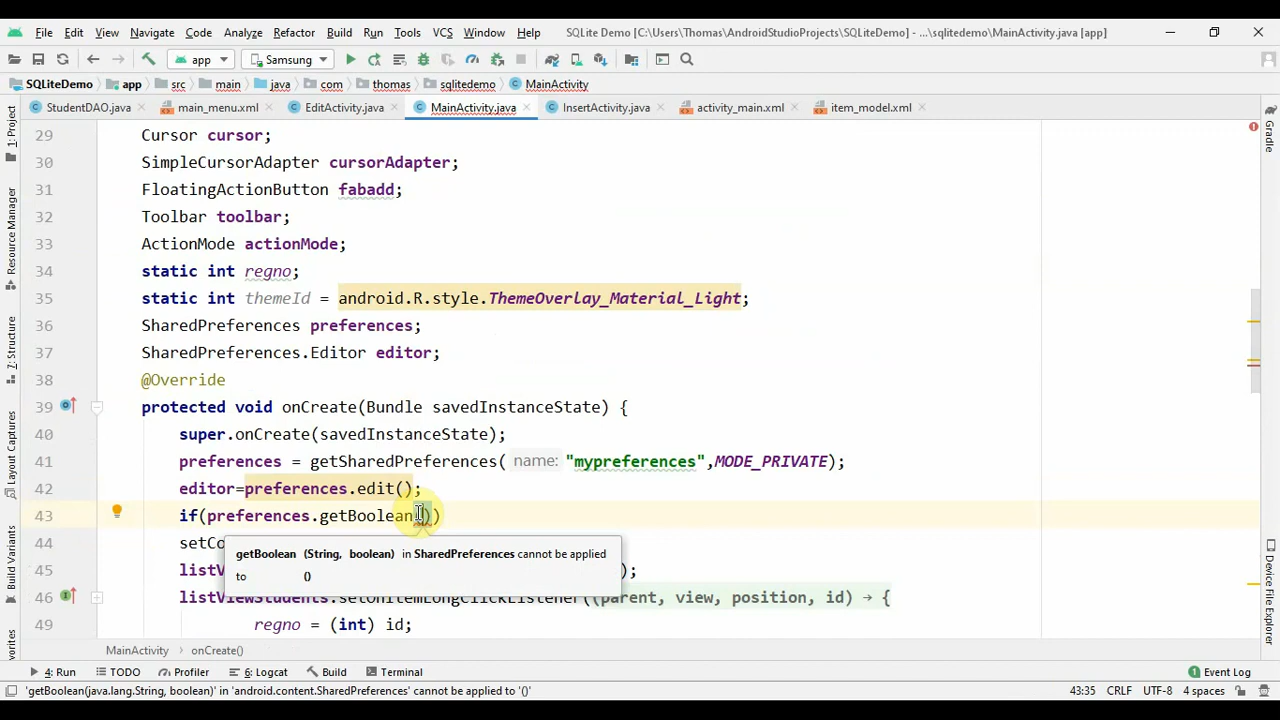 File Edit View Navigate Code Analyze Refactor Build Run Tools VCS Window Help SQLite Demo [C:\Users\Thomas\AndroidStudioProjects\SQLiteDemo] - ...\sqlitedemo\MainActivity.java [app]
app Samsung
SQLiteDemo app src main java com thomas sqlitedemo MainActivity
StudentDAO.java main_menu.xml EditActivity.java MainActivity.java InsertActivity.java activity_main.xml item_model.xml
1: Project
Resource Manager
Z: Structure
Layout Captures
Build Variants
Gradle
Device File Explorer
29 Cursor cursor;
30 SimpleCursorAdapter cursorAdapter;
31 FloatingActionButton fabadd;
32 Toolbar toolbar;
33 ActionMode actionMode;
34 static int regno;
35 static int themeId = android.R.style.ThemeOverlay_Material_Light;
36 SharedPreferences preferences;
37 SharedPreferences.Editor editor;
38 @Override
39 protected void onCreate(Bundle savedInstanceState) {
40 super.onCreate(savedInstanceState);
41 preferences = getSharedPreferences( name: "mypreferences",MODE_PRIVATE);
42 editor=preferences.edit();
43 if(preferences.getBoolean())
44 setCo
getBoolean (String, boolean) in SharedPreferences cannot be applied
to ()
45 listV );
46 listViewStudents.setOnItemLongClickListener((parent, view, position, id) → {
49 regno = (int) id;
MainActivity onCreate()
4: Run TODO Profiler 6: Logcat Build Terminal Event Log
'getBoolean(java.lang.String, boolean)' in 'android.content.SharedPreferences' cannot be applied to '()' 43:35 CRLF UTF-8 4 spaces